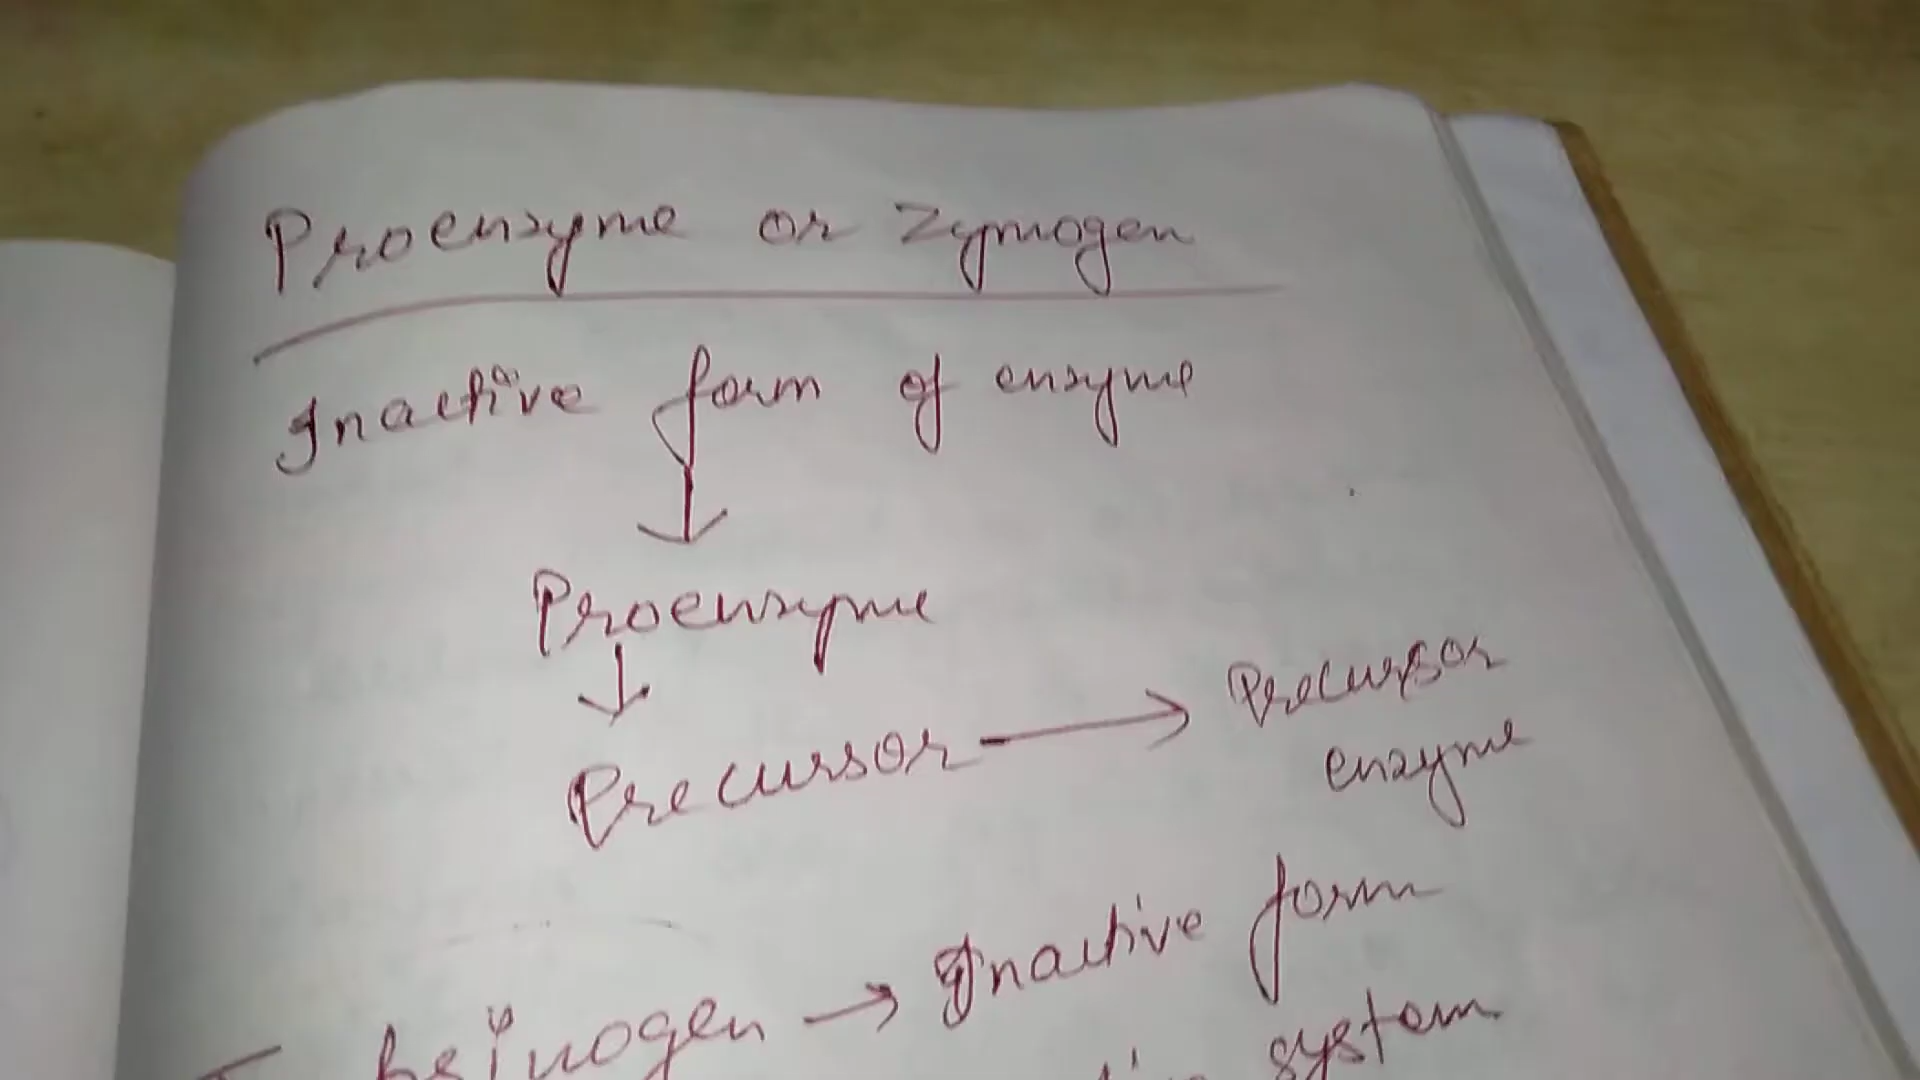 Proenzyme or Zymogen
Inactive form of enzyme
Proenzyme
Precursor → Precursor
enzyme
→ Inactive form
system